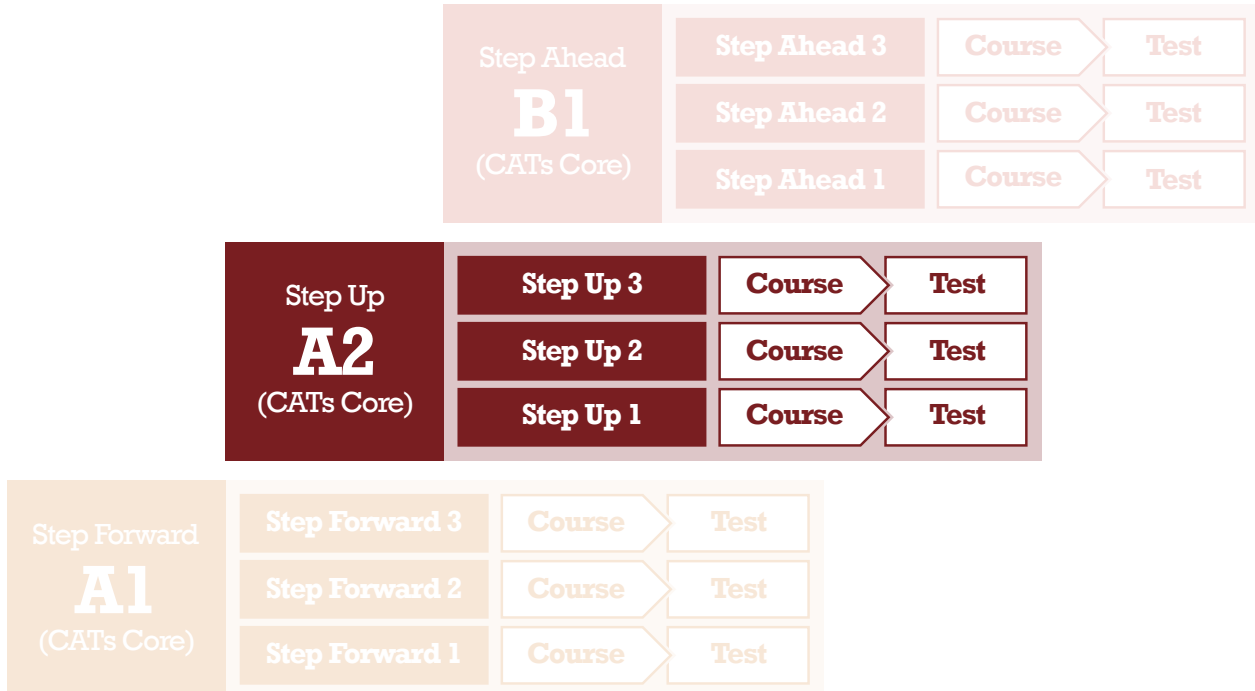 Step Ahead
B1
(CATs Core)
Step Ahead 3 Course Test
Step Ahead 2 Course Test
Step Ahead 1 Course Test
Step Up
A2
(CATs Core)
Step Up 3 Course Test
Step Up 2 Course Test
Step Up 1 Course Test
Step Forward
A1
(CATs Core)
Step Forward 3 Course Test
Step Forward 2 Course Test
Step Forward 1 Course Test